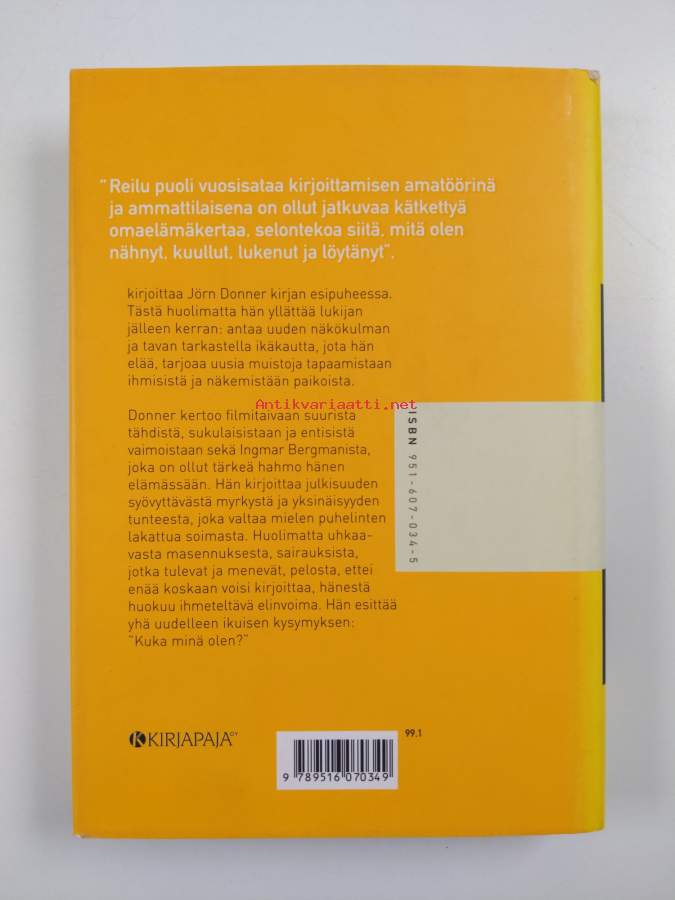 "Reilu puoli vuosisataa kirjoittamisen amatöörinä
ja ammattilaisena on ollut jatkuvaa kätkettyä
omaelämäkertaa, selontekoa siitä, mitä olen
nähnyt, kuullut, lukenut ja löytänyt".
kirjoittaa Jörn Donner kirjan esipuheessa.
Tästä huolimatta hän yllättää lukijan
jälleen kerran: antaa uuden näkökulman
ja tavan tarkastella ikäkautta, jota hän
elää, tarjoaa uusia muistoja tapaamistaan
ihmisistä ja näkemistään paikoista.
Antikvariaatti.net
Donner kertoo filmitaivaan suurista
tähdistä, sukulaisistaan ja entisistä
vaimoistaan sekä Ingmar Bergmanista,
joka on ollut tärkeä hahmo hänen
elämässään. Hän kirjoittaa julkisuuden
syövyttävästä myrkystä ja yksinäisyyden
tunteesta, joka valtaa mielen puhelinten
lakattua soimasta. Huolimatta uhkaa-
vasta masennuksesta, sairauksista,
jotka tulevat ja menevät, pelosta, ettei
enää koskaan voisi kirjoittaa, hänestä
huokuu ihmeteltävä elinvoima. Hän esittää
yhä uudelleen ikuisen kysymyksen:
"Kuka minä olen?"
ISBN 951-607-034-5
KIRJAPAJA OY
99.1
9 789516 070349